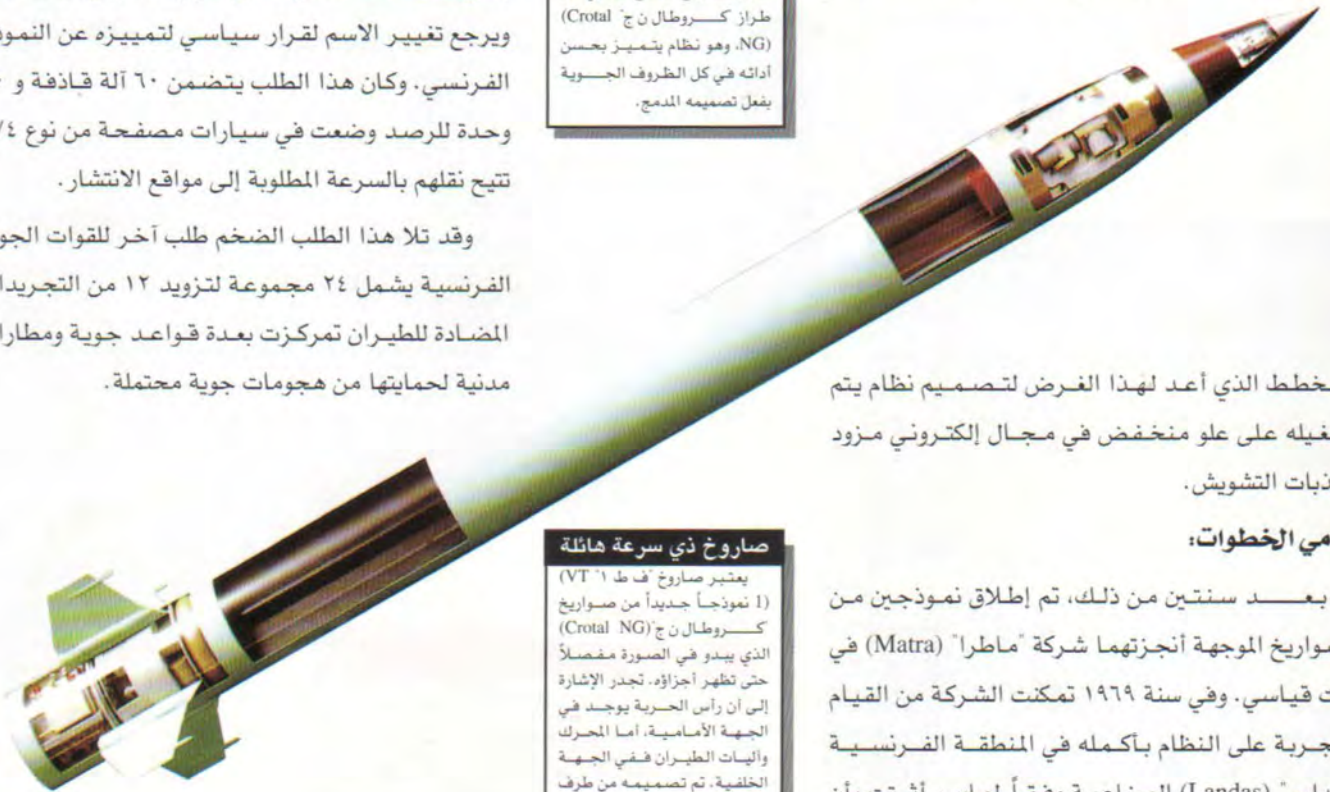 ويرجع تغيير الاسم لقرار سياسي لتمييزه عن النمو
الفرنسي. وكان هذا الطلب يتضمن ٦٠ آلة قاذفة و
وحدة للرصد وضعت في سيارات مصفحة من نوع ٤/
تتيح نقلهم بالسرعة المطلوبة إلى مواقع الانتشار.
وقد تلا هذا الطلب الضخم طلب آخر للقوات الجو
الفرنسية يشمل ٢٤ مجموعة لتزويد ١٢ من التجريدا
المضادة للطيران تمركزت بعدة قواعد جوية ومطارا
مدنية لحمايتها من هجومات جوية محتملة.
طراز كروطال ن ج" (Crotal
NG)، وهو نظام يتميز بحسن
أدائه في كل الظروف الجوية
بفعل تصميمه المدمج.
خطط الذي أعد لهذا الغرض لتصميم نظام يتم
غيله على علو منخفض في مجال إلكتروني مزود
ذبات التشويش.
مي الخطوات:
بعد سنتين من ذلك، تم إطلاق نموذجين من
صواريخ الموجهة أنجزتهما شركة "ماطرا" (Matra) في
ت قياسي. وفي سنة ١٩٦٩ تمكنت الشركة من القيام
جربة على النظام بأكمله في المنطقة الفرنسية
(Landas)
صاروخ ذي سرعة هائلة
يعتبر صاروخ "ف ط ١" (VT
1) نموذجاً جديداً من صواريخ
كروطال ن ج"(Crotal NG)
الذي يبدو في الصورة مفصلاً
حتى تظهر أجزاؤه. تجدر الإشارة
إلى أن رأس الحربة يوجد في
الجهة الأمامية، أما المحرك
وآليات الطيران ففي الجهة
الخلفية، تم تصميمه من طرف